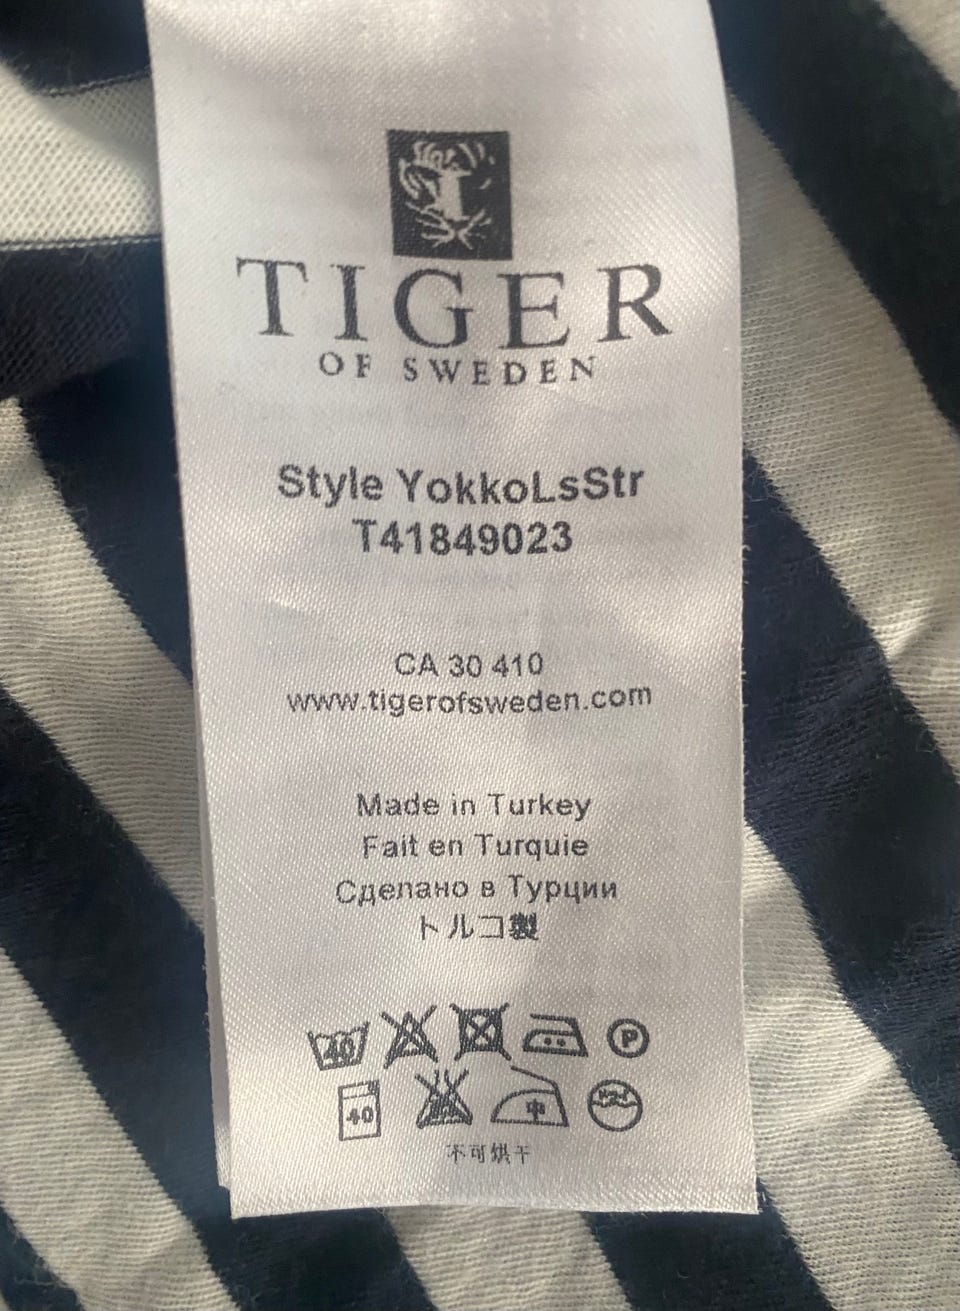 TIGER
OF SWEDEN
Style YokkoLsStr
T41849023
CA 30 410
www.tigerofsweden.com
Made in Turkey
Fait en Turquie
Сделано в Турции
トルコ製
40 P
40 中
不可烘干